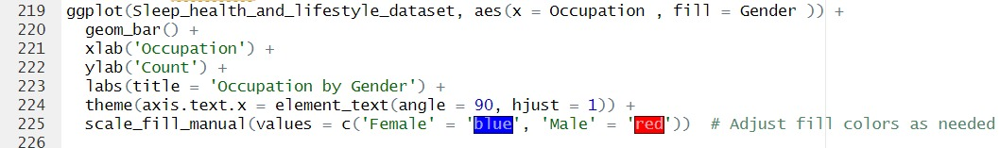 219 ggplot(Sleep_health_and_lifestyle_dataset, aes(x = Occupation , fill = Gender )) +
220   geom_bar() +
221   xlab('Occupation') +
222   ylab('Count') +
223   labs(title = 'Occupation by Gender') +
224   theme(axis.text.x = element_text(angle = 90, hjust = 1)) +
225   scale_fill_manual(values = c('Female' = 'blue', 'Male' = 'red'))  # Adjust fill colors as needed
226